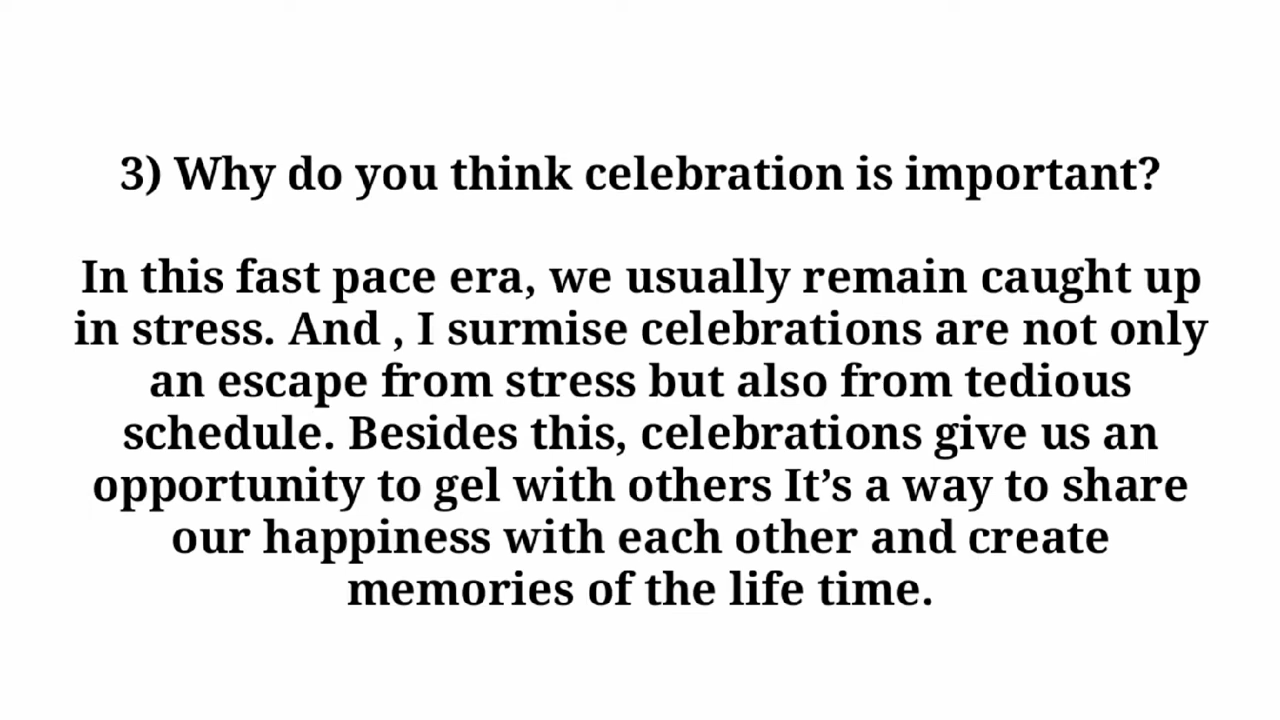 3) Why do you think celebration is important?
In this fast pace era, we usually remain caught up
in stress. And , I surmise celebrations are not only
an escape from stress but also from tedious
schedule. Besides this, celebrations give us an
opportunity to gel with others It’s a way to share
our happiness with each other and create
memories of the life time.